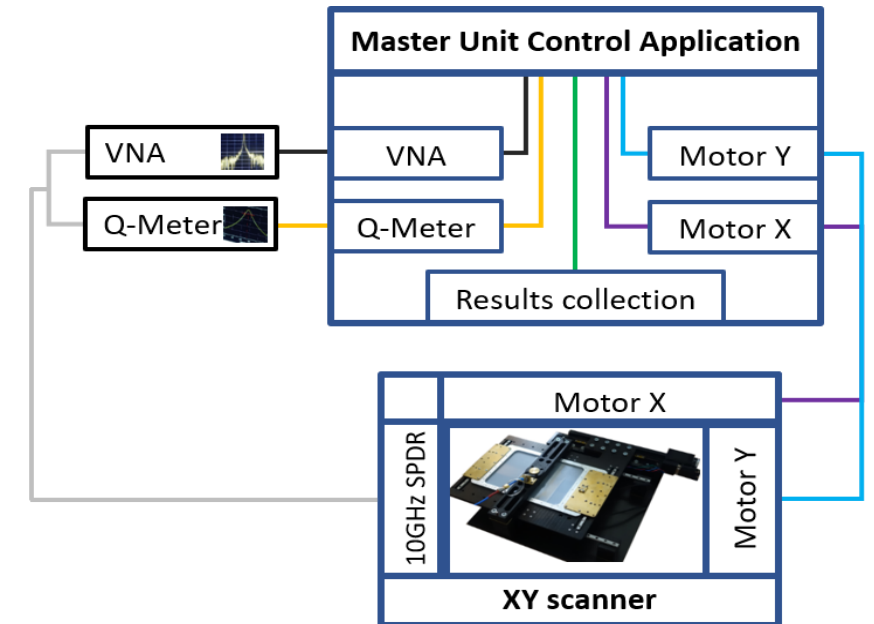 Master Unit Control Application
VNA
VNA
Motor Y
Q-Meter
Q-Meter
Motor X
Results collection
Motor X
10GHz SPDR
Motor Y
XY scanner